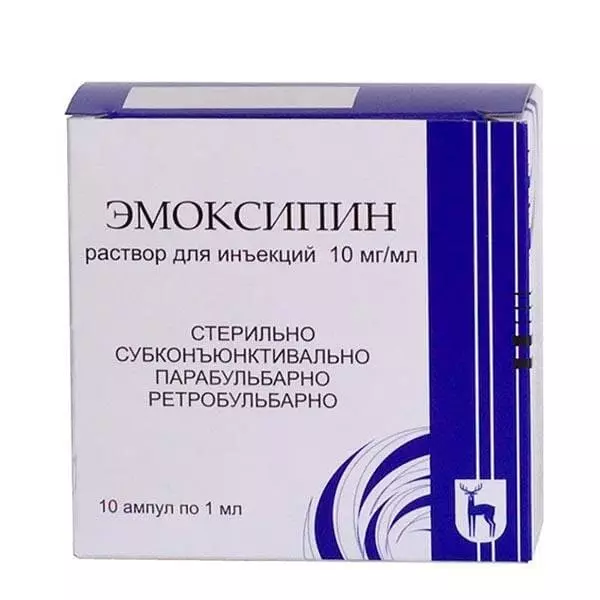 ЭМОКСИПИН
раствор для инъекций 10 мг/мл
СТЕРИЛЬНО
СУБКОНЪЮНКТИВАЛЬНО
ПАРАБУЛЬБАРНО
РЕТРОБУЛЬБАРНО
10 ампул по 1 мл